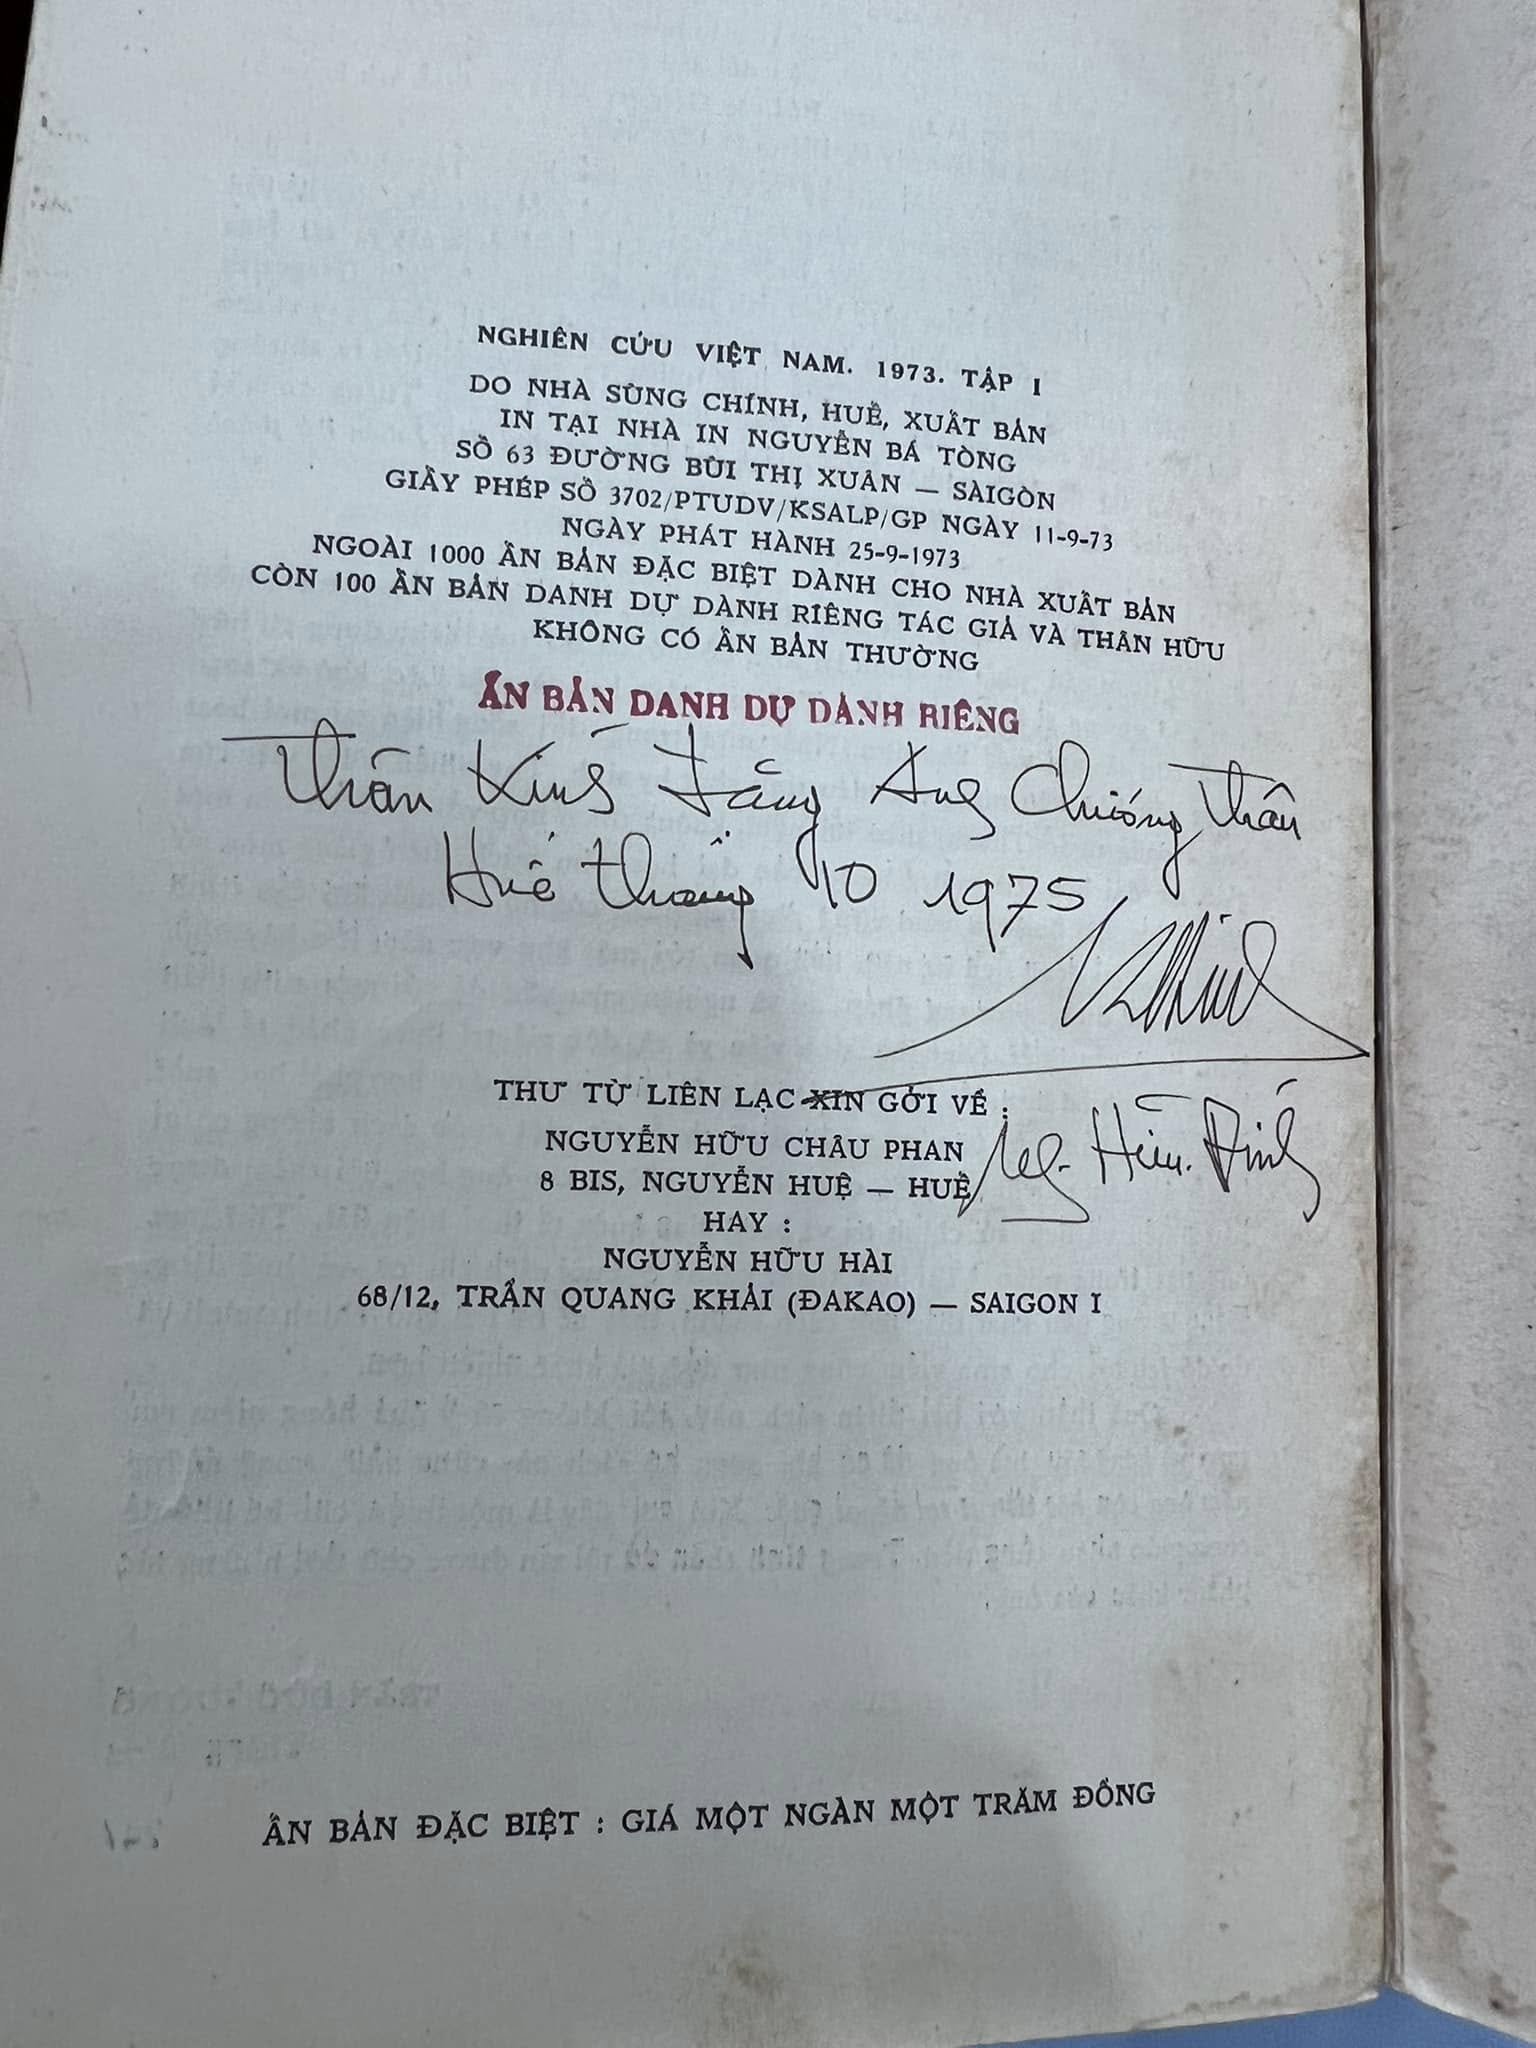 NGHIÊN CỨU VIỆT NAM. 1973. TẬP I
DO NHÀ SÙNG CHÍNH, HUẾ, XUẤT BẢN
IN TẠI NHÀ IN NGUYỄN BÁ TÒNG
SỐ 63 ĐƯỜNG BÙI THỊ XUÂN — SÀIGÒN
GIẤY PHÉP SỐ 3702/PTUDV/KSALP/GP NGÀY 11-9-73
NGÀY PHÁT HÀNH 25-9-1973
NGOÀI 1000 ẤN BẢN ĐẶC BIỆT DÀNH CHO NHÀ XUẤT BẢN
CÒN 100 ẤN BẢN DANH DỰ DÀNH RIÊNG TÁC GIẢ VÀ THÂN HỮU
KHÔNG CÓ ẤN BẢN THƯỜNG
ẤN BẢN DANH DỰ DÀNH RIÊNG
Thân Kính Tặng Anh Chương Thâu
Huế tháng 10 1975
THƯ TỪ LIÊN LẠC XIN GỞI VỀ :
NGUYỄN HỮU CHÂU PHAN
8 BIS, NGUYỄN HUỆ — HUẾ
Ng. Hữu. Đính
HAY :
NGUYỄN HỮU HÀI
68/12, TRẦN QUANG KHẢI (ĐAKAO) — SAIGON I
ẤN BẢN ĐẶC BIỆT : GIÁ MỘT NGÀN MỘT TRĂM ĐỒNG